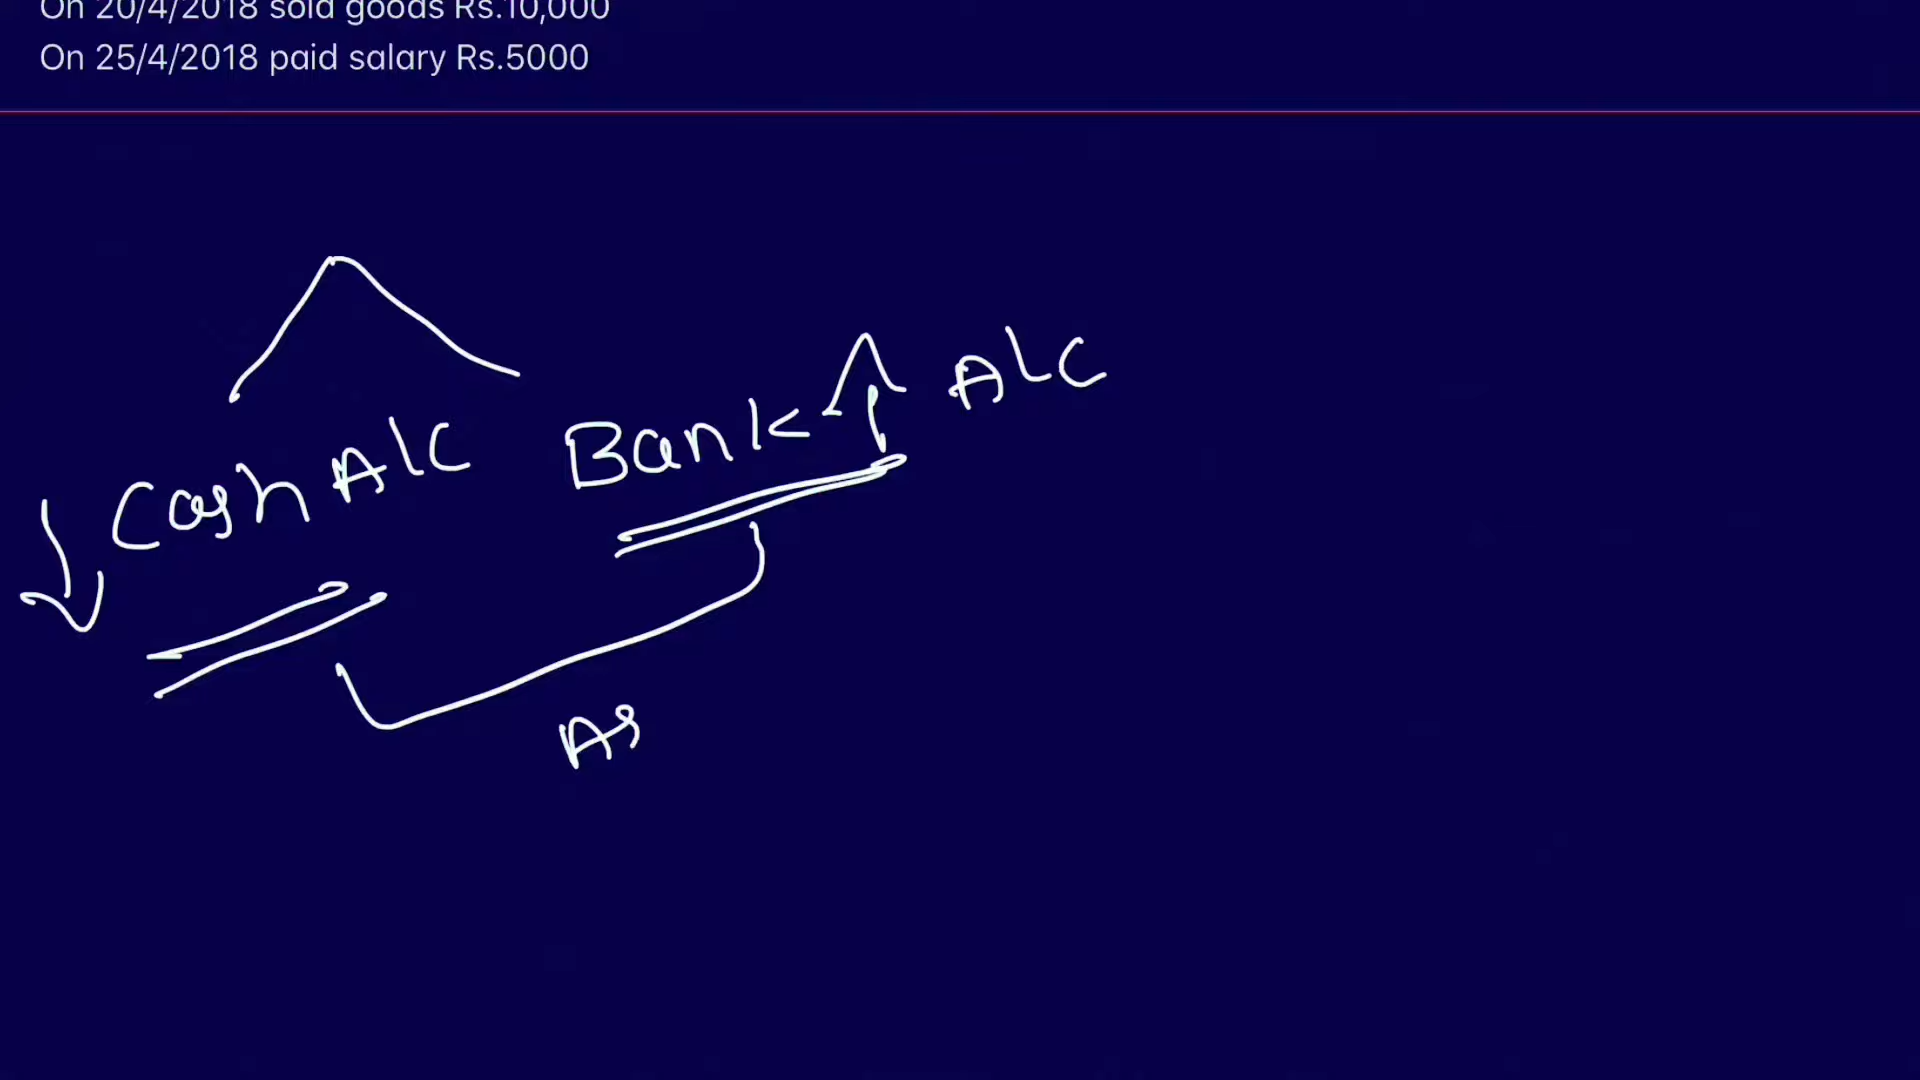 On 20/4/2018 sold goods Rs.10,000
On 25/4/2018 paid salary Rs.5000
Cash A/C Bank A/C
As